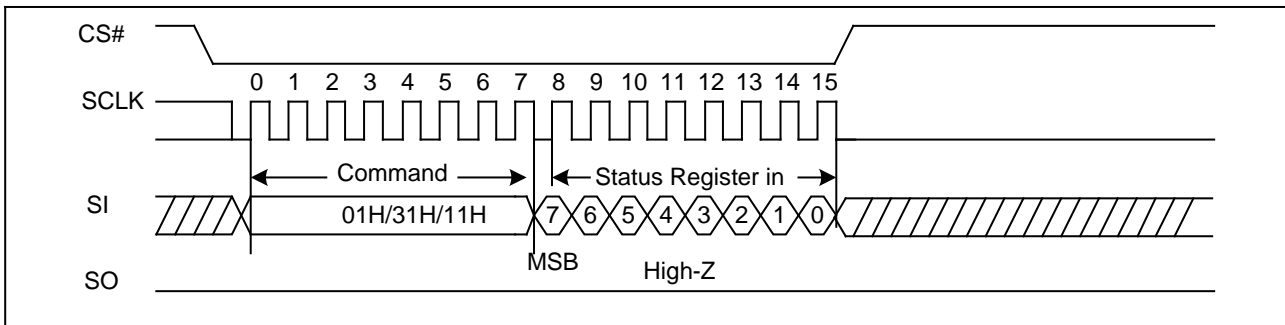 CS#
0 1 2 3 4 5 6 7 8 9 10 11 12 13 14 15
SCLK
Command Status Register in
SI 01H/31H/11H 7 6 5 4 3 2 1 0
MSB High-Z
SO